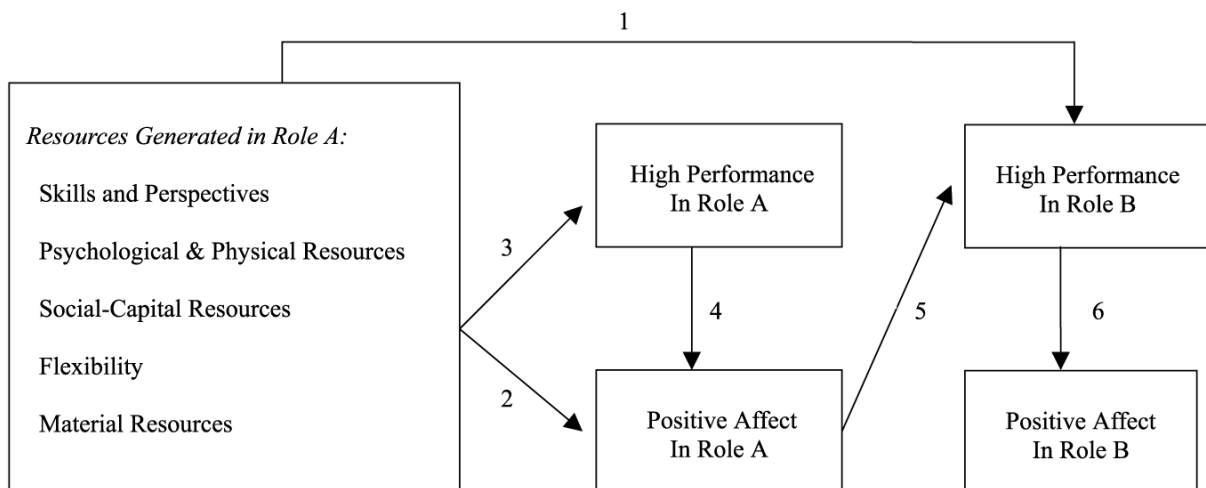 1
Resources Generated in Role A:
Skills and Perspectives
Psychological & Physical Resources
Social-Capital Resources
Flexibility
Material Resources
3
2
High Performance
In Role A
4
Positive Affect
In Role A
5
High Performance
In Role B
6
Positive Affect
In Role B